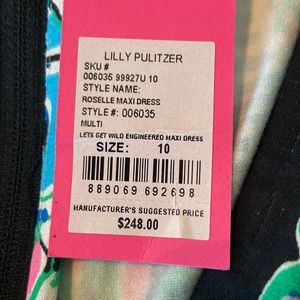 LILLY PULITZER
SKU #
006035 99927U 10
STYLE NAME:
ROSELLE MAXI DRESS
STYLE #: 006035
MULTI
LETS GET WILD ENGINEERED MAXI DRESS
SIZE: 10
889069 692698
MANUFACTURER'S SUGGESTED PRICE
$248.00